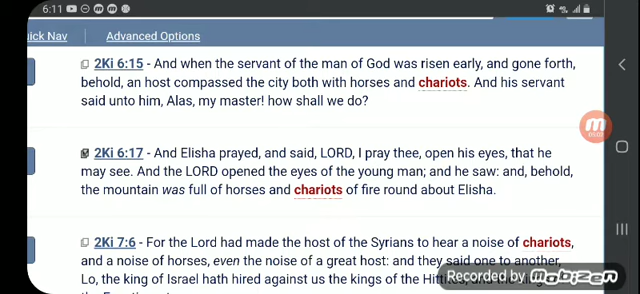 6:11
ick Nav Advanced Options
2Ki 6:15 - And when the servant of the man of God was risen early, and gone forth,
behold, an host compassed the city both with horses and chariots. And his servant
said unto him, Alas, my master! how shall we do?
2Ki 6:17 - And Elisha prayed, and said, LORD, I pray thee, open his eyes, that he
may see. And the LORD opened the eyes of the young man; and he saw: and, behold,
the mountain was full of horses and chariots of fire round about Elisha.
2Ki 7:6 - For the Lord had made the host of the Syrians to hear a noise of chariots,
and a noise of horses, even the noise of a great host: and they said one to another,
Lo, the king of Israel hath hired against us the kings of the
Recorded by mobizen